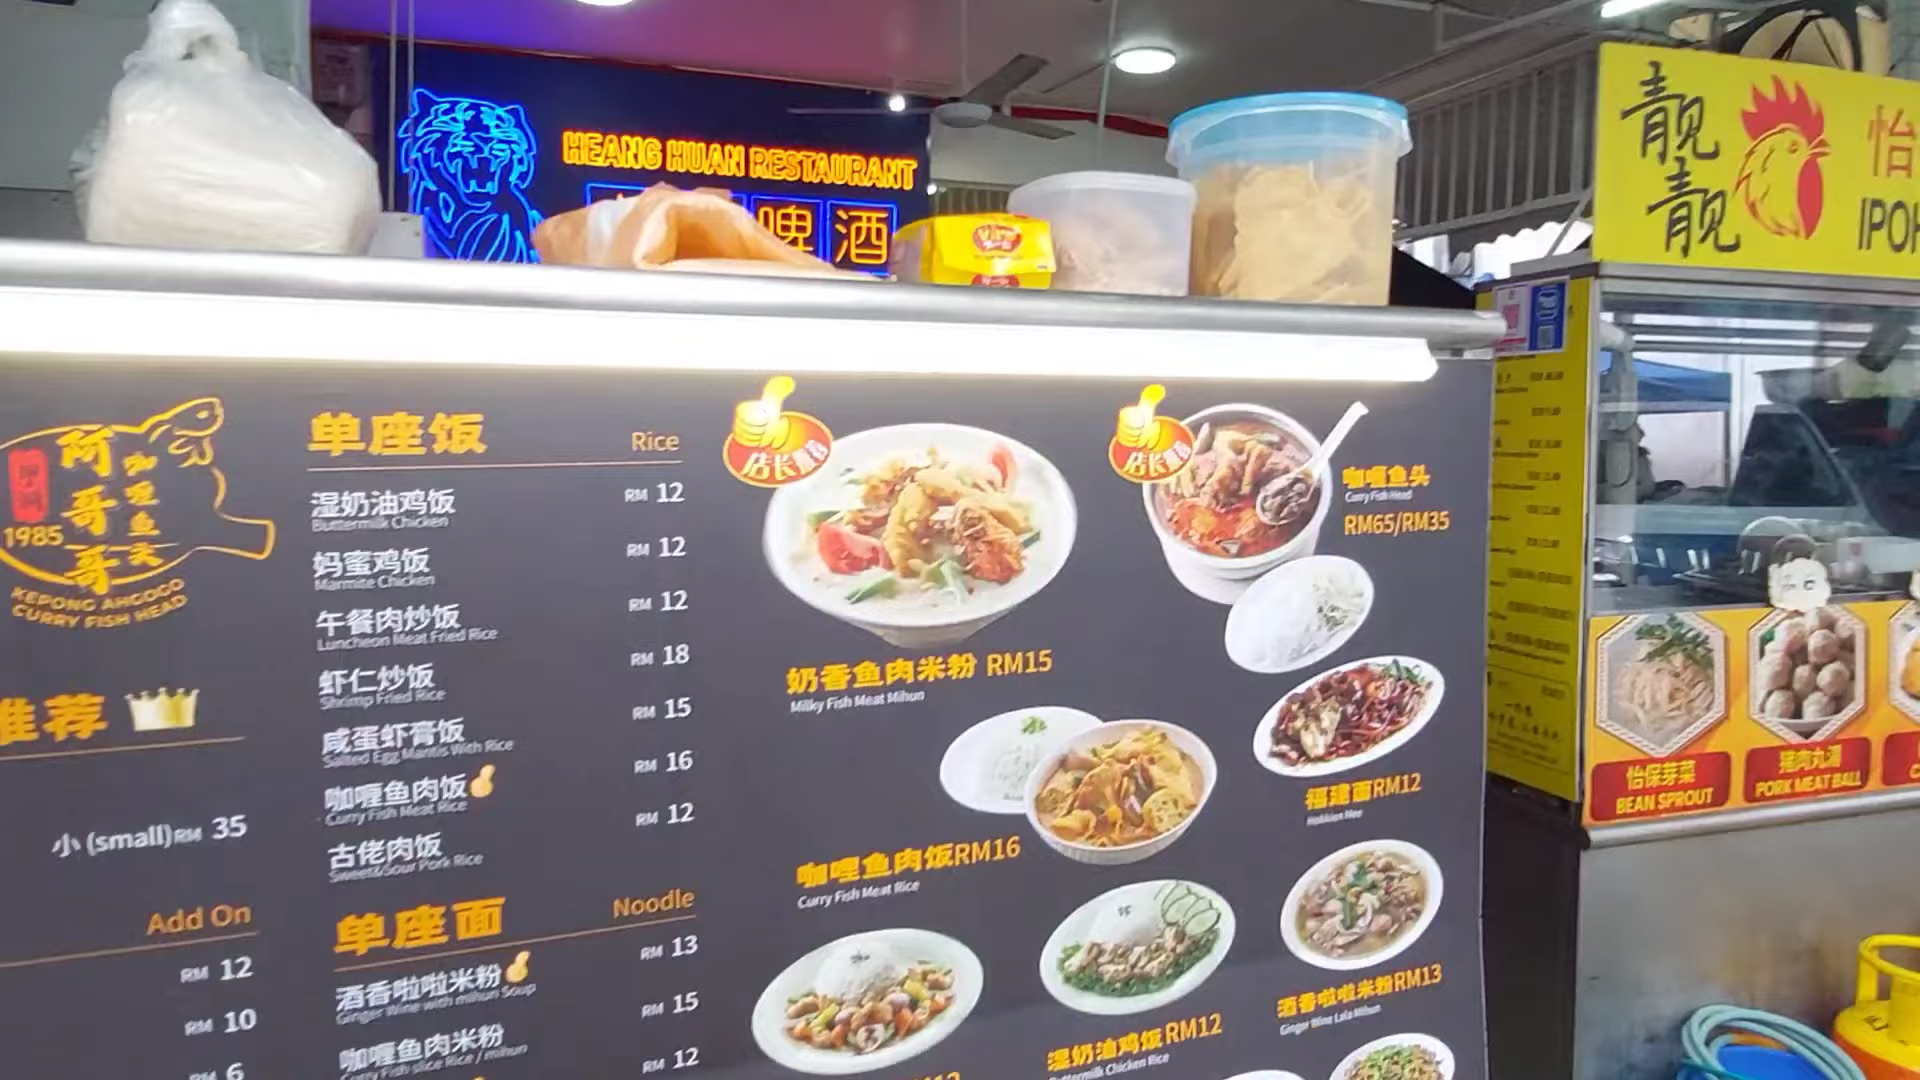 HEANG HUAN RESTAURANT
啤酒
靓靓
怡
IPOH
阿哥哥
咖喱鱼头
1985
KEPONG AHGOGO
CURRY FISH HEAD
推荐
小 (small) RM 35
Add On
RM 12
RM 10
RM 6
单座饭 Rice
湿奶油鸡饭 RM 12
Buttermilk Chicken
妈蜜鸡饭 RM 12
Marmite Chicken
午餐肉炒饭 RM 12
Luncheon Meat Fried Rice
虾仁炒饭 RM 18
Shrimp Fried Rice
咸蛋虾膏饭 RM 15
Salted Egg Mantis With Rice
咖喱鱼肉饭 RM 16
Curry Fish Meat Rice
古佬肉饭 RM 12
Sweet&Sour Pork Rice
单座面 Noodle
酒香啦啦米粉 RM 13
Ginger Wine with mihun Soup
咖喱鱼肉米粉 RM 15
Curry Fish slice Rice / mihun
RM 12
店长推荐
奶香鱼肉米粉 RM15
Milky Fish Meat Mihun
店长推荐
咖喱鱼头
Curry Fish Head
RM65/RM35
咖哩鱼肉饭RM16
Curry Fish Meat Rice
福建面RM12
Hokkien Mee
湿奶油鸡饭RM12
Buttermilk Chicken Rice
酒香啦啦米粉RM13
Ginger Wine Lala Mihun
怡保芽菜
BEAN SPROUT
猪肉丸汤
PORK MEAT BALL